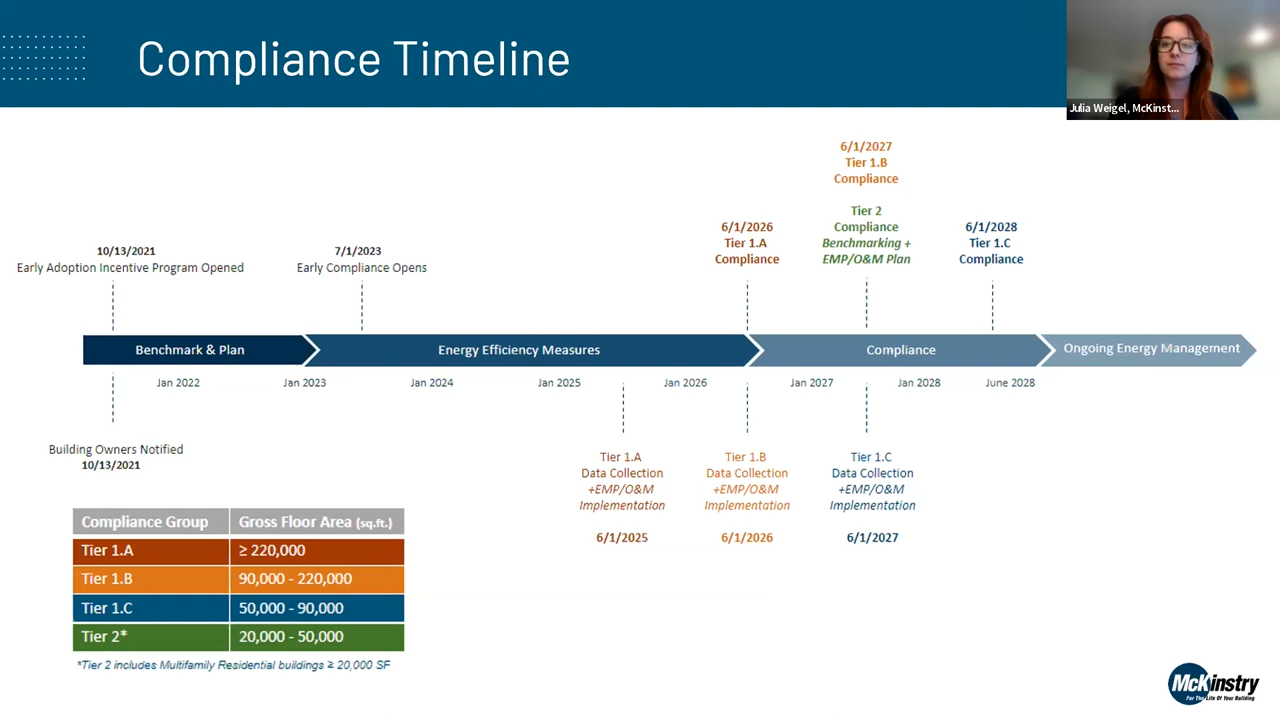 Compliance Timeline
Julia Weigel, McKinst...
6/1/2027
Tier 1.B
Compliance
Tier 2
Compliance
Benchmarking +
EMP/O&M Plan
10/13/2021
Early Adoption Incentive Program Opened
7/1/2023
Early Compliance Opens
6/1/2026
Tier 1.A
Compliance
6/1/2028
Tier 1.C
Compliance
Benchmark & Plan
Energy Efficiency Measures
Compliance
Ongoing Energy Management
Jan 2022
Jan 2023
Jan 2024
Jan 2025
Jan 2026
Jan 2027
Jan 2028
June 2028
Building Owners Notified
10/13/2021
Tier 1.A
Data Collection
+EMP/O&M
Implementation
6/1/2025
Tier 1.B
Data Collection
+EMP/O&M
Implementation
6/1/2026
Tier 1.C
Data Collection
+EMP/O&M
Implementation
6/1/2027
Compliance Group Gross Floor Area (sq.ft.)
Tier 1.A ≥ 220,000
Tier 1.B 90,000 - 220,000
Tier 1.C 50,000 - 90,000
Tier 2* 20,000 - 50,000
*Tier 2 includes Multifamily Residential buildings ≥ 20,000 SF
McKinstry
For The Life Of Your Building